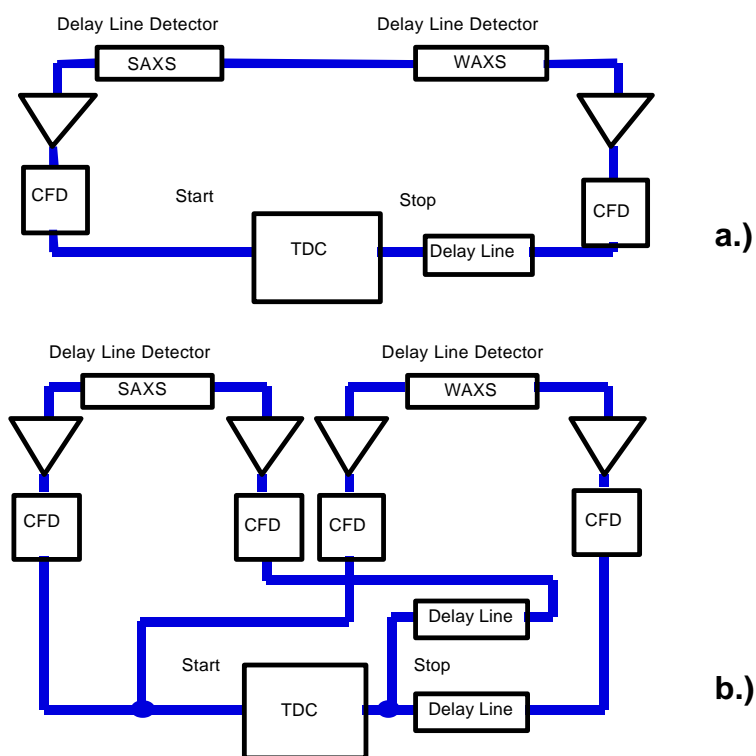 Delay Line Detector Delay Line Detector
SAXS WAXS
CFD CFD
Start Stop
TDC Delay Line
a.)
Delay Line Detector Delay Line Detector
SAXS WAXS
CFD CFD CFD CFD
Delay Line
Start Stop
TDC Delay Line
b.)